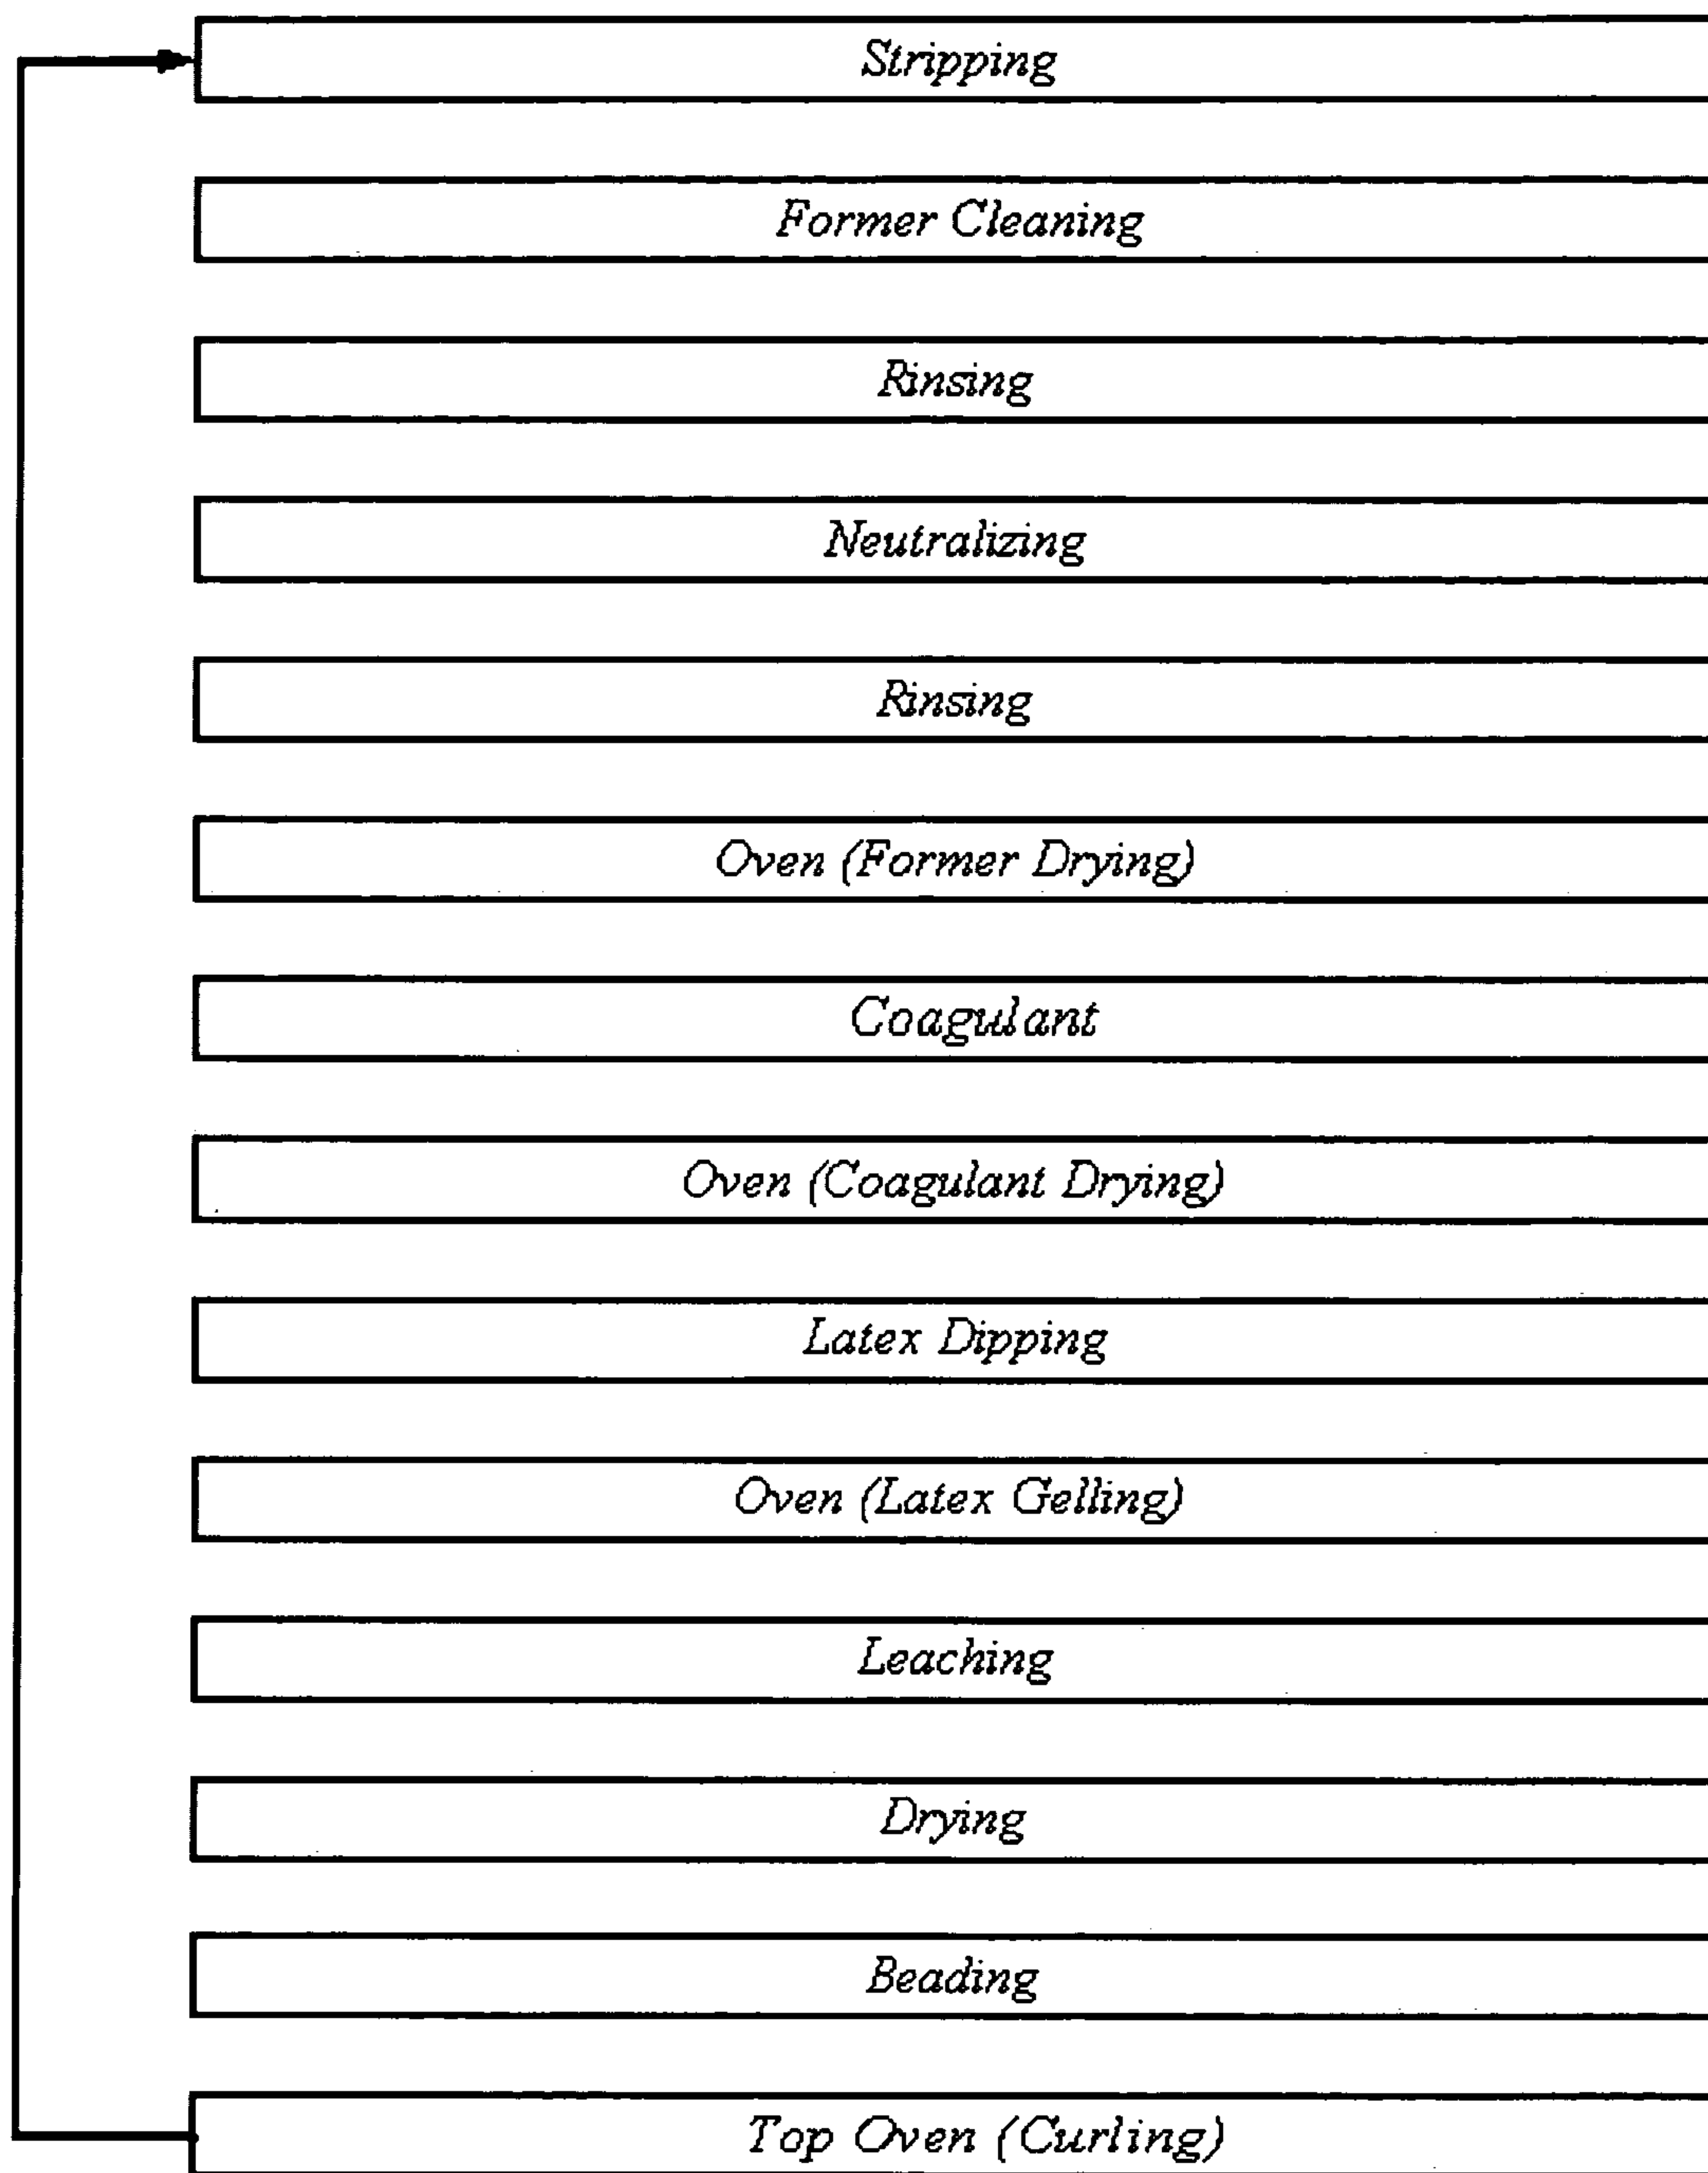 Stripping
Former Cleaning
Rinsing
Neutralizing
Rinsing
Oven (Former Drying)
Coagulant
Oven (Coagulant Drying)
Latex Dipping
Oven (Latex Gelling)
Leaching
Drying
Beading
Top Oven (Curling)